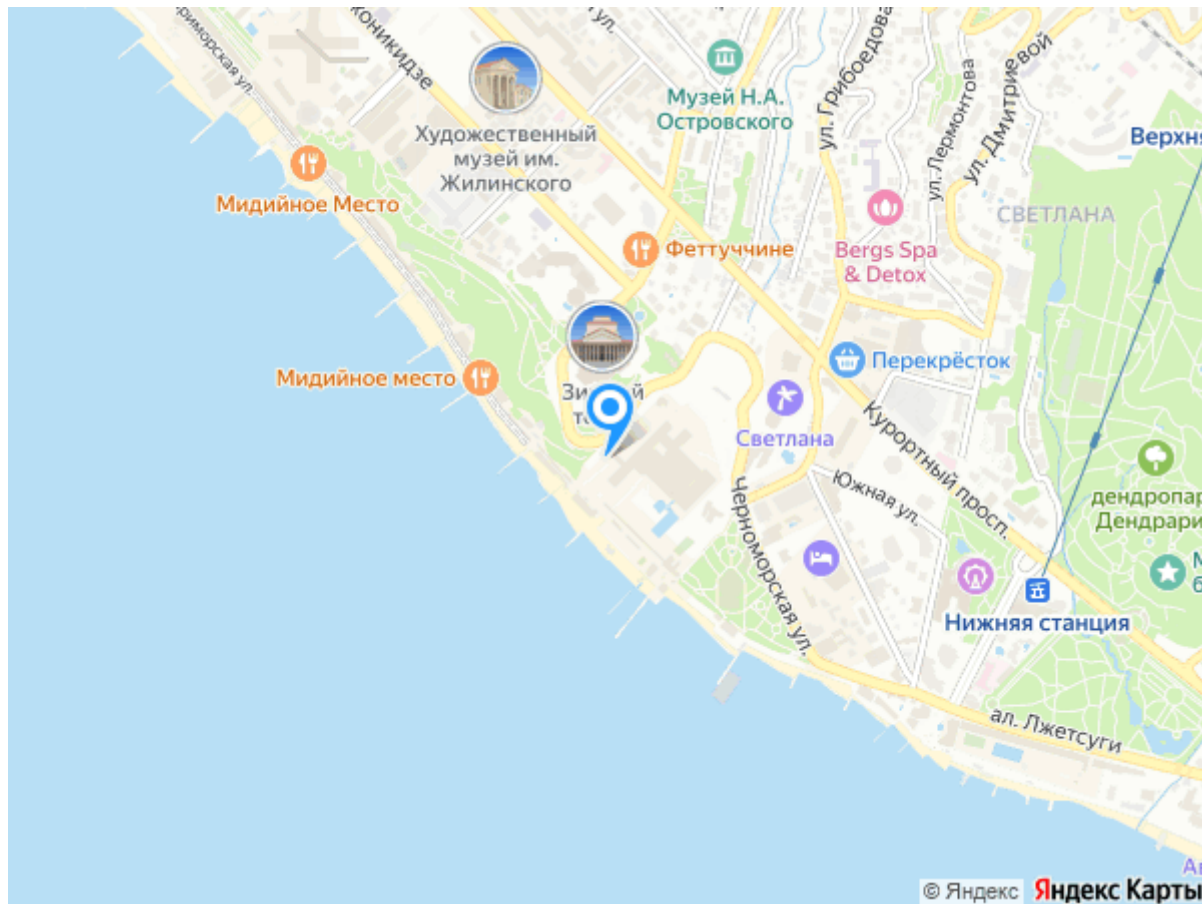 Приморская ул.
коникидзе
ул.
Художественный
музей им.
Жилинского
Музей Н.А.
Островского
ул. Грибоедова
ул. Лермонтова
ул. Дмитриевой
Верхня
СВЕТЛАНА
Мидийное Место
Феттуччине
Bergs Spa
& Detox
Мидийное место
Перекрёсток
Светлана
Курортный просп.
Южная ул.
Черноморская ул.
дендропар
Дендрари
Нижняя станция
ал. Лжетсуги
© Яндекс
Яндекс Карты